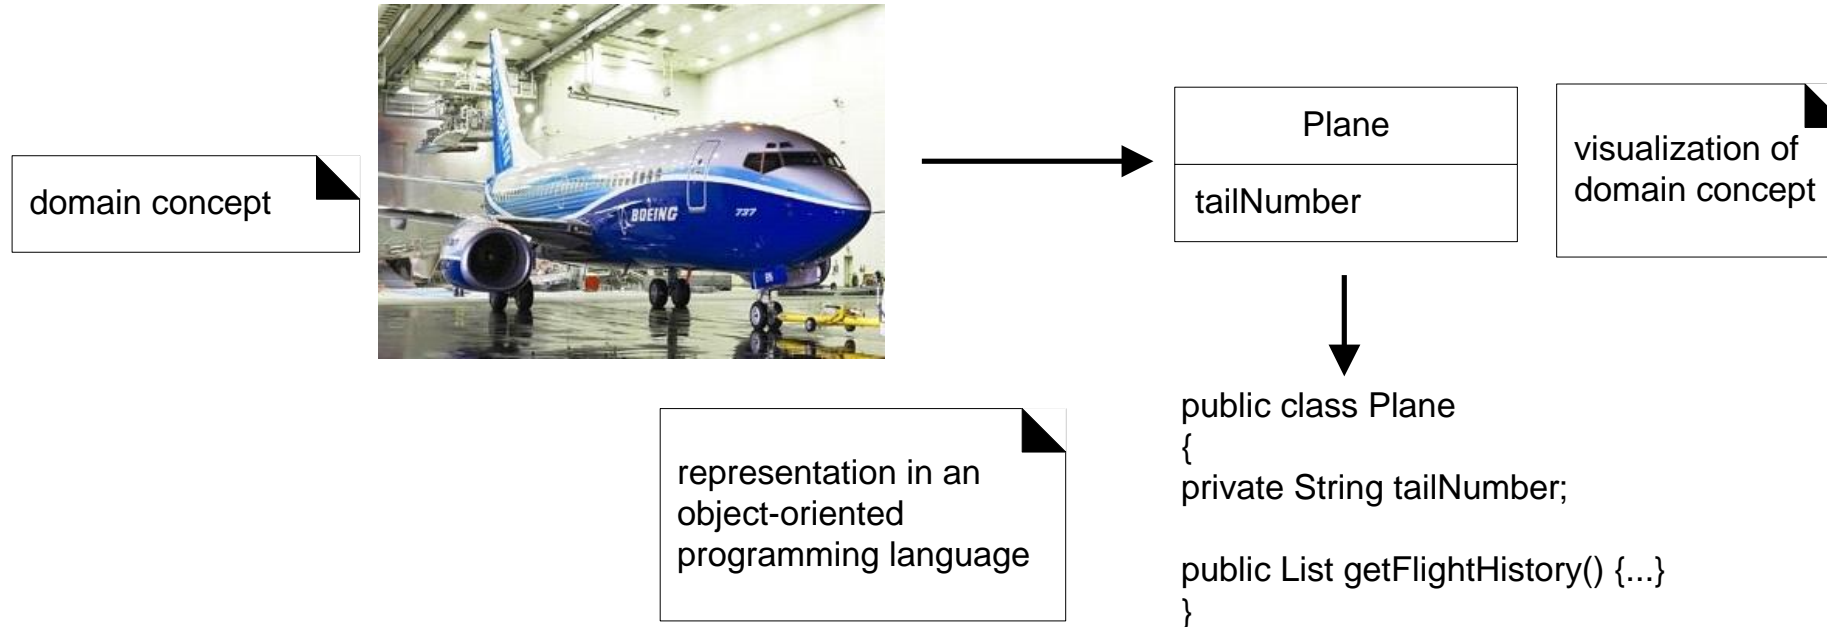 domain concept
BOEING
737
Plane
tailNumber
visualization of
domain concept
representation in an
object-oriented
programming language
public class Plane
{
private String tailNumber;
public List getFlightHistory() {...}
}